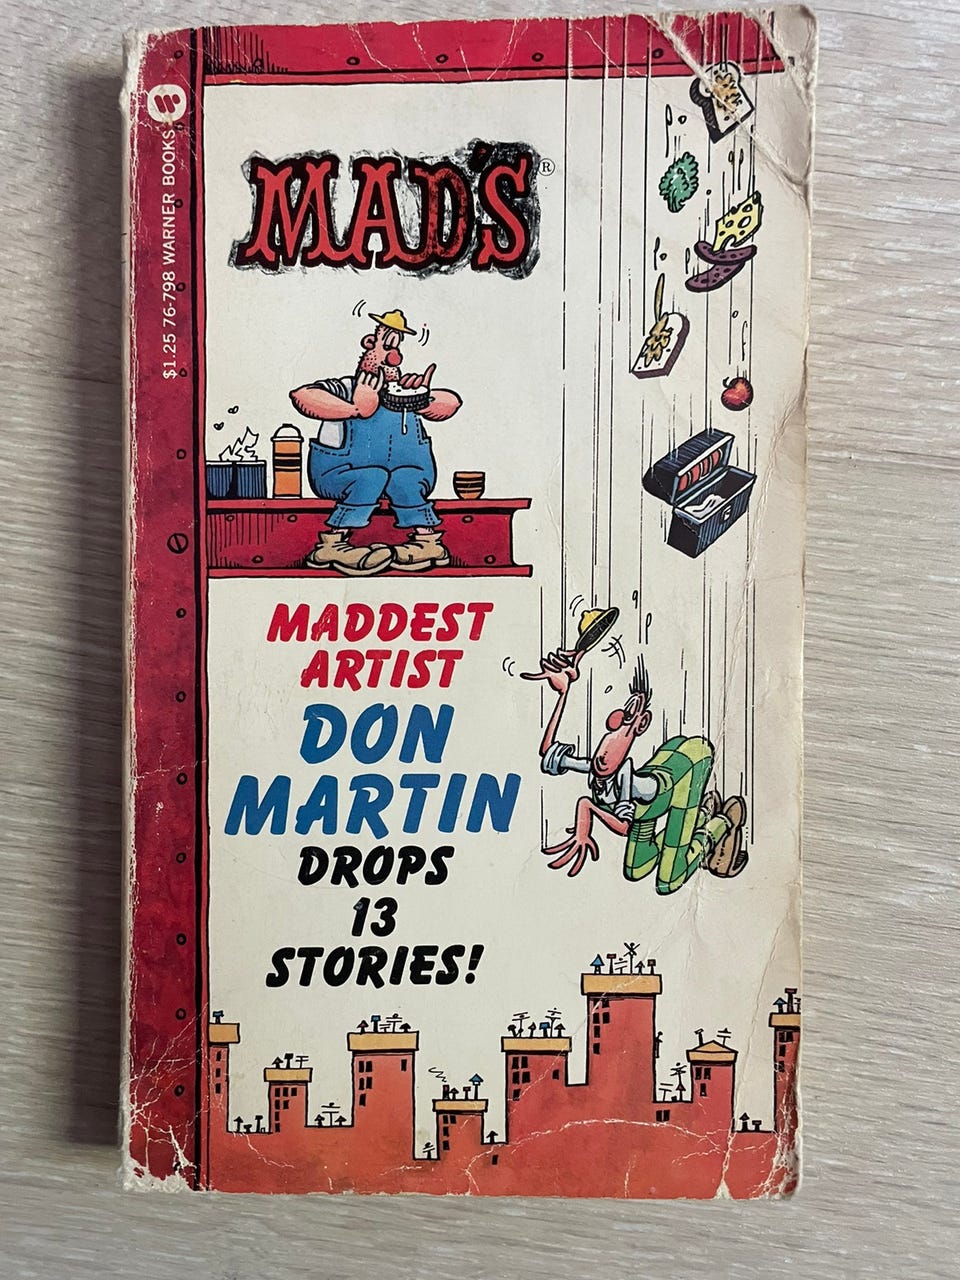 $1.25 76-798 WARNER BOOKS
MAD'S®
MADDEST
ARTIST
DON
MARTIN
DROPS
13
STORIES!